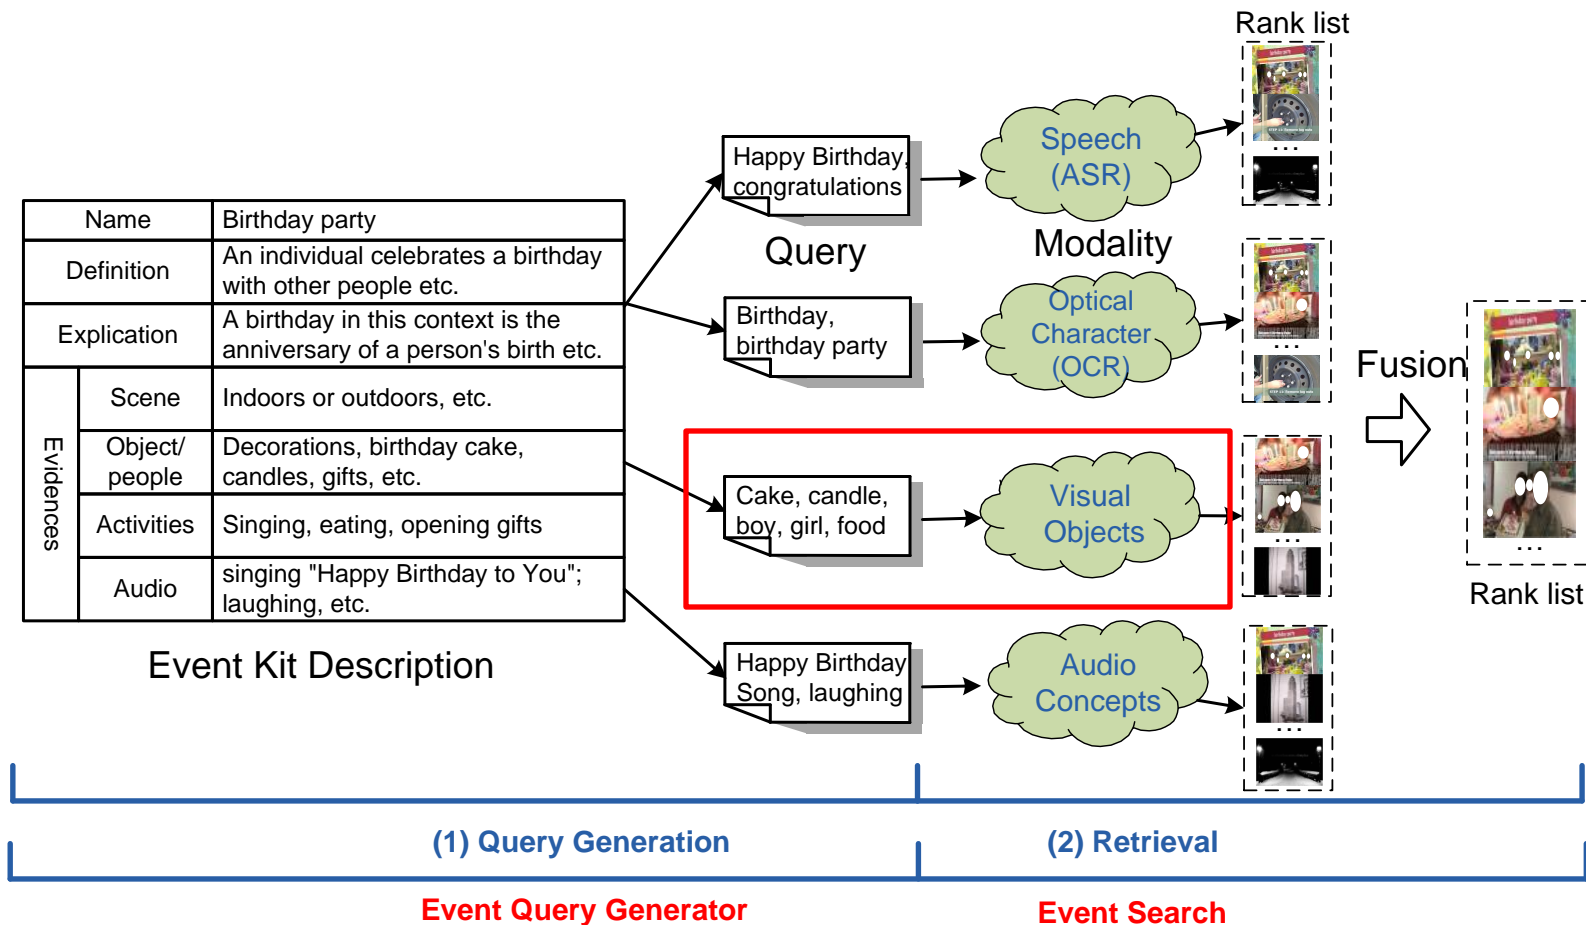 Rank list
Happy Birthday,
congratulations
Speech
(ASR)
Query
Modality
Name
Birthday party
Definition
An individual celebrates a birthday
with other people etc.
Explication
A birthday in this context is the
anniversary of a person's birth etc.
Evidences
Scene
Indoors or outdoors, etc.
Object/
people
Decorations, birthday cake,
candles, gifts, etc.
Activities
Singing, eating, opening gifts
Audio
singing "Happy Birthday to You";
laughing, etc.
Event Kit Description
Birthday,
birthday party
Optical
Character
(OCR)
Cake, candle,
boy, girl, food
Visual
Objects
Happy Birthday
Song, laughing
Audio
Concepts
...
...
...
...
Fusion
birthday party
...
Rank list
(1) Query Generation
(2) Retrieval
Event Query Generator
Event Search